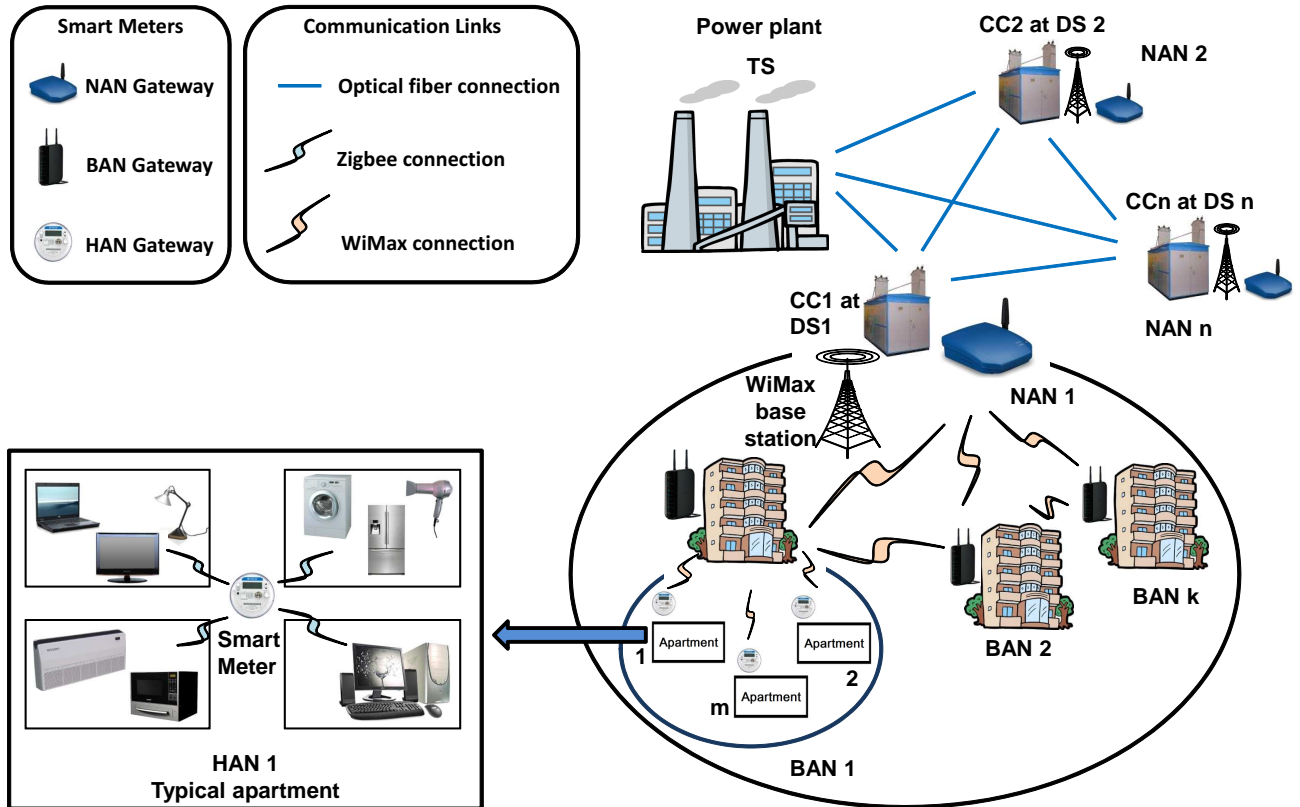 Smart Meters
NAN Gateway
BAN Gateway
HAN Gateway
Communication Links
Optical fiber connection
Zigbee connection
WiMax connection
Power plant
TS
CC2 at DS 2
NAN 2
CCn at DS n
NAN n
CC1 at
DS1
NAN 1
WiMax
base
station
BAN k
BAN 2
Apartment
1
Apartment
2
Apartment
m
BAN 1
Smart
Meter
HAN 1
Typical apartment